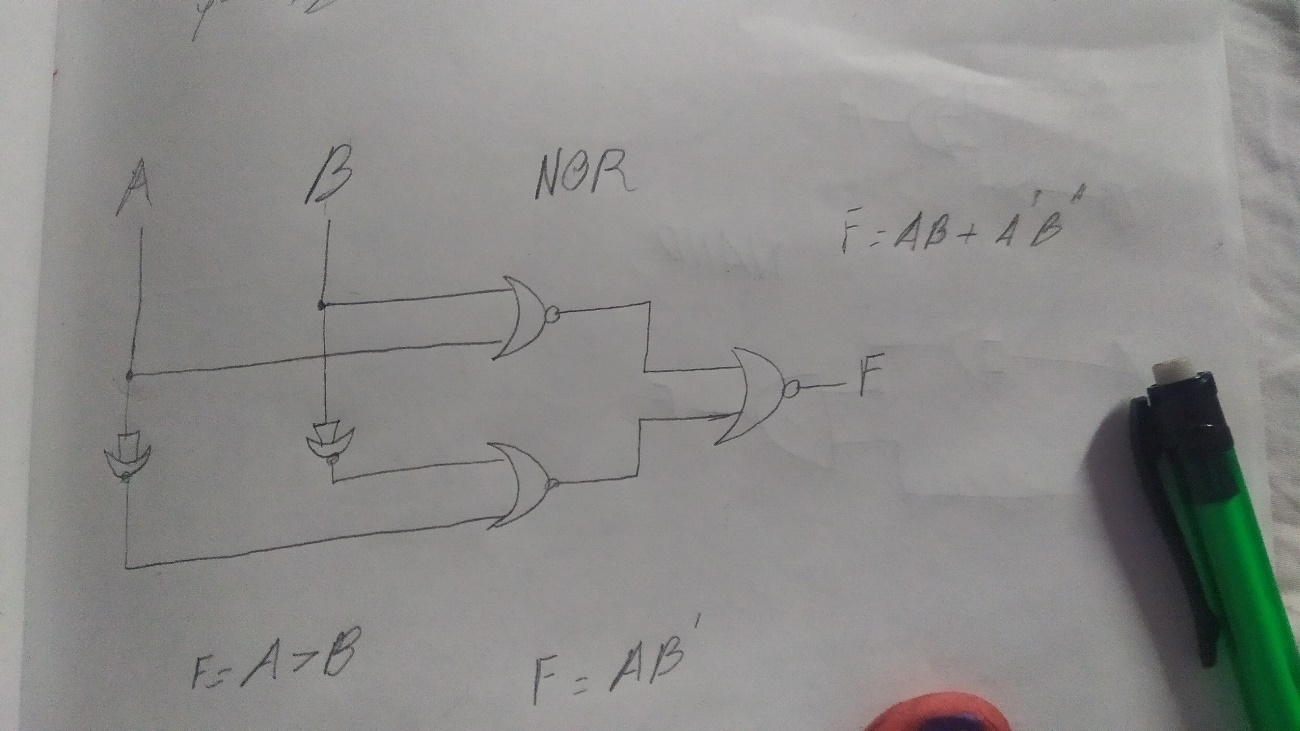 A B NOR
F = AB + A'B'
F
F = A > B
F = AB'